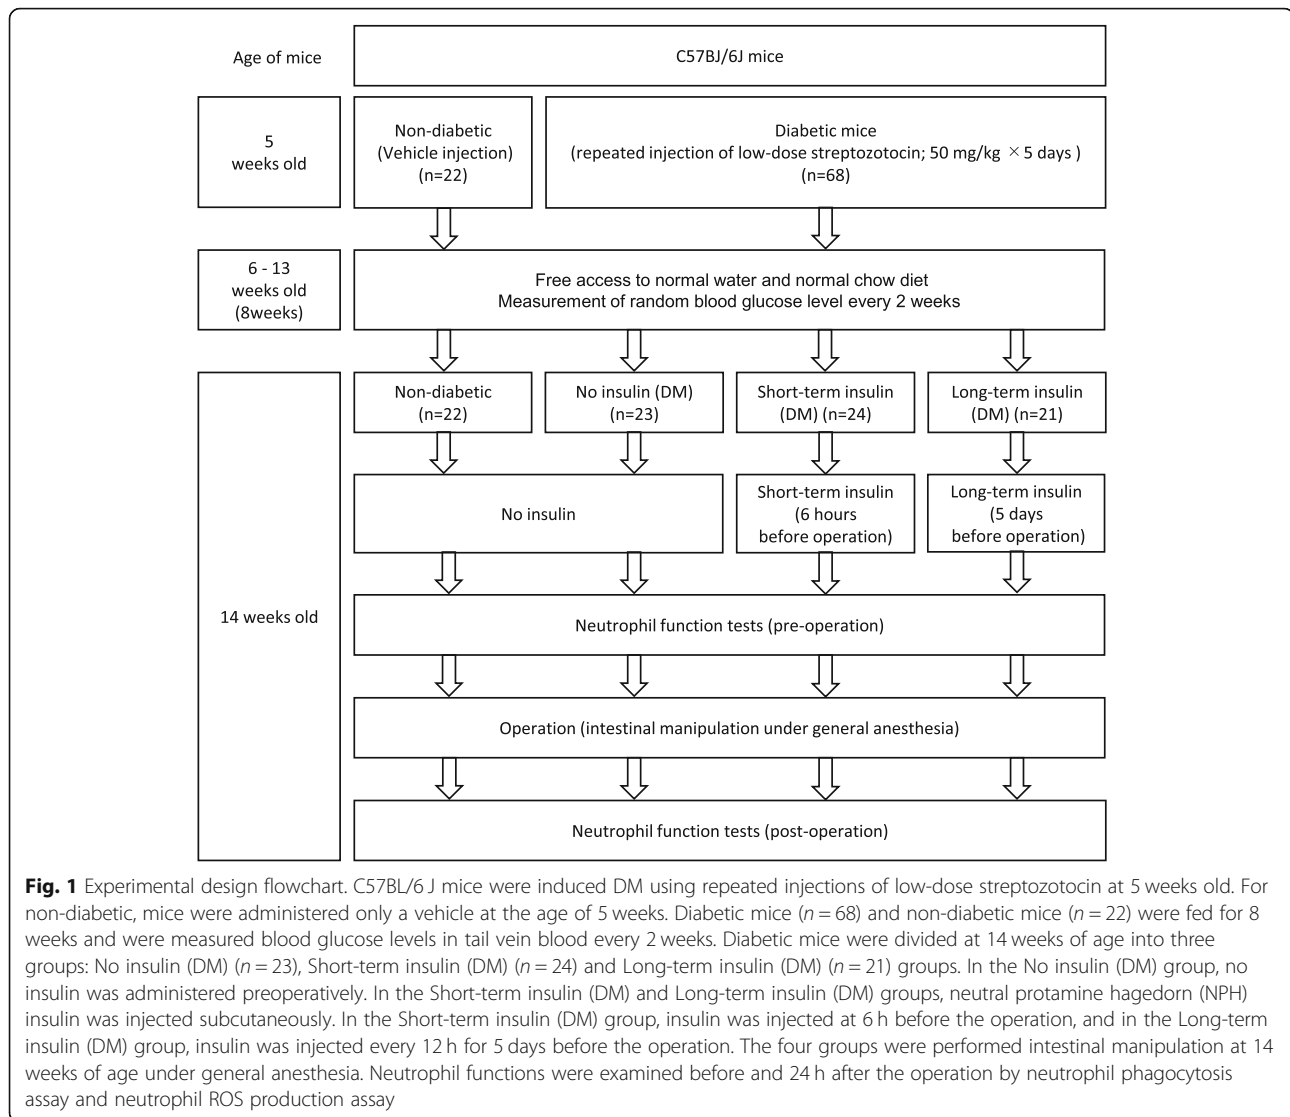 Age of mice
C57BJ/6J mice
5
weeks old
Non-diabetic
(Vehicle injection)
(n=22)
Diabetic mice
(repeated injection of low-dose streptozotocin; 50 mg/kg × 5 days )
(n=68)
6 - 13
weeks old
(8weeks)
Free access to normal water and normal chow diet
Measurement of random blood glucose level every 2 weeks
14 weeks old
Non-diabetic
(n=22)
No insulin (DM)
(n=23)
Short-term insulin
(DM) (n=24)
Long-term insulin
(DM) (n=21)
No insulin
Short-term insulin
(6 hours
before operation)
Long-term insulin
(5 days
before operation)
Neutrophil function tests (pre-operation)
Operation (intestinal manipulation under general anesthesia)
Neutrophil function tests (post-operation)
Fig. 1 Experimental design flowchart. C57BL/6 J mice were induced DM using repeated injections of low-dose streptozotocin at 5 weeks old. For
non-diabetic, mice were administered only a vehicle at the age of 5 weeks. Diabetic mice (n = 68) and non-diabetic mice (n = 22) were fed for 8
weeks and were measured blood glucose levels in tail vein blood every 2 weeks. Diabetic mice were divided at 14 weeks of age into three
groups: No insulin (DM) (n = 23), Short-term insulin (DM) (n = 24) and Long-term insulin (DM) (n = 21) groups. In the No insulin (DM) group, no
insulin was administered preoperatively. In the Short-term insulin (DM) and Long-term insulin (DM) groups, neutral protamine hagedorn (NPH)
insulin was injected subcutaneously. In the Short-term insulin (DM) group, insulin was injected at 6 h before the operation, and in the Long-term
insulin (DM) group, insulin was injected every 12 h for 5 days before the operation. The four groups were performed intestinal manipulation at 14
weeks of age under general anesthesia. Neutrophil functions were examined before and 24 h after the operation by neutrophil phagocytosis
assay and neutrophil ROS production assay